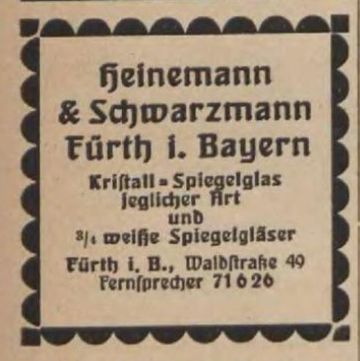 Heinemann
& Schwarzmann
Fürth i. Bayern
Kriſtall=Spiegelglas
jeglicher Art
und
3/4 weiße Spiegelgläser
Fürth i. B., Waldſtraße 49
Fernſprecher 71626